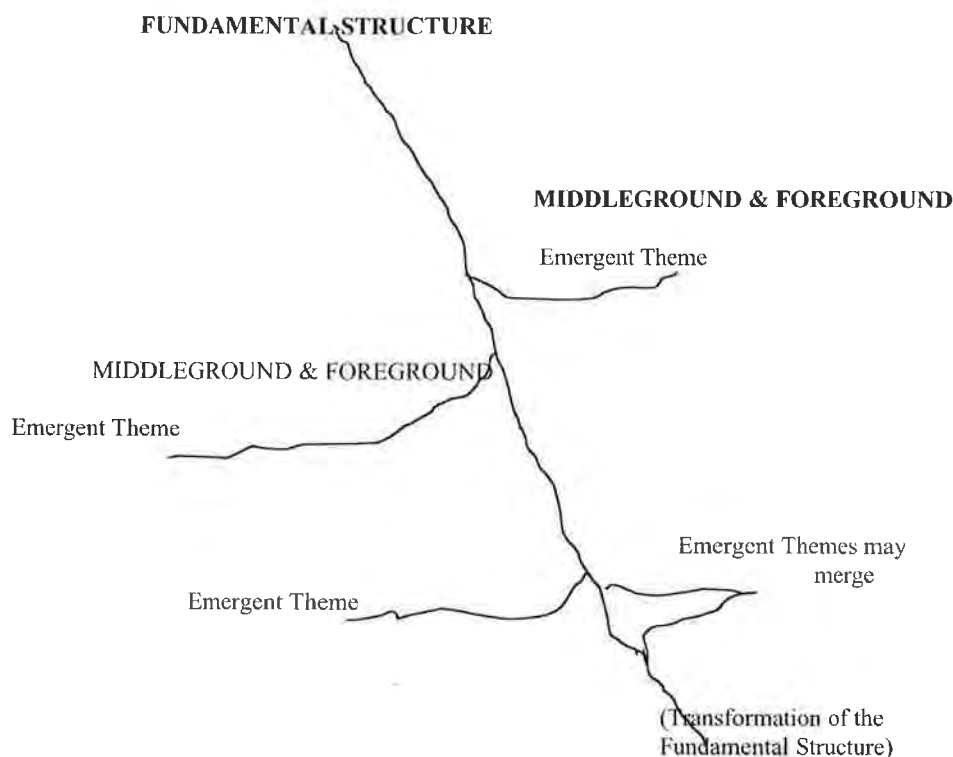 FUNDAMENTAL STRUCTURE
MIDDLEGROUND & FOREGROUND
Emergent Theme
MIDDLEGROUND & FOREGROUND
Emergent Theme
Emergent Themes may
merge
Emergent Theme
(Transformation of the
Fundamental Structure)